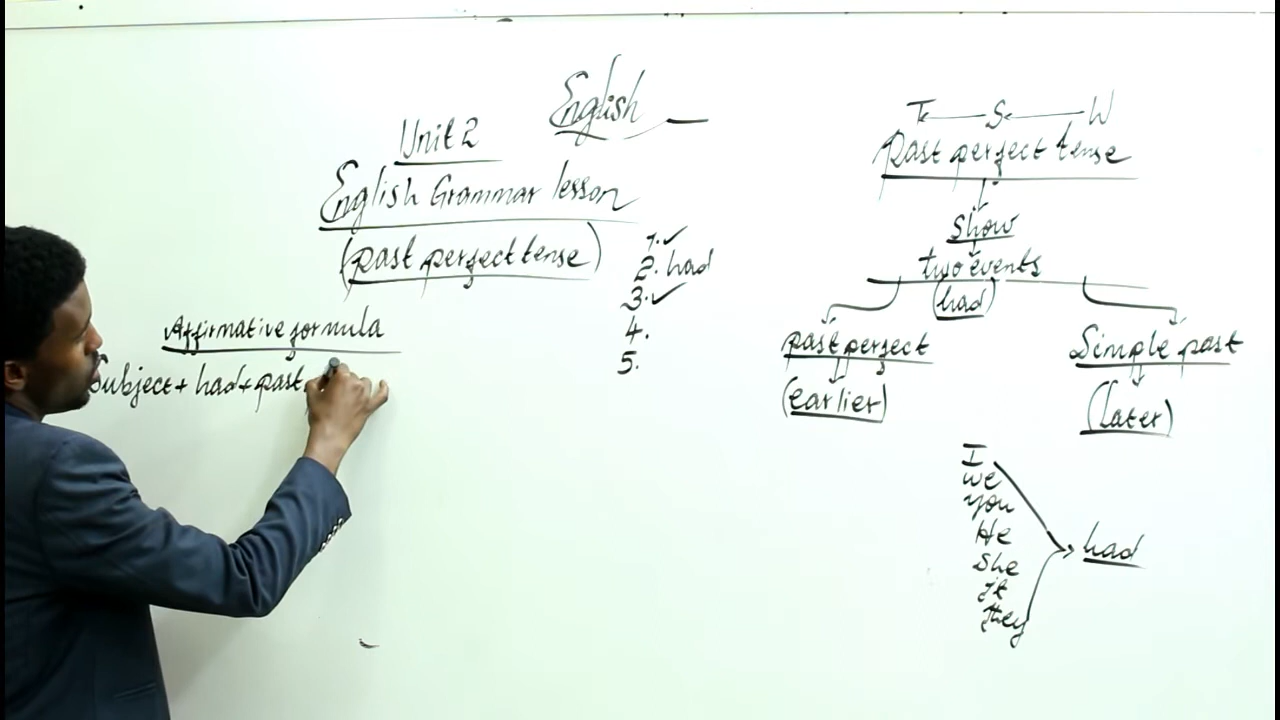 English
Unit 2
English Grammar lesson
(past perfect tense)
1. ✓
2. had
3. ✓
4.
5.
Affirmative formula
Subject + had + past
T S W
Past perfect tense
Show
two events
(had)
past perfect
(earlier)
Simple past
(later)
I
we
you
He
She
It
they
had